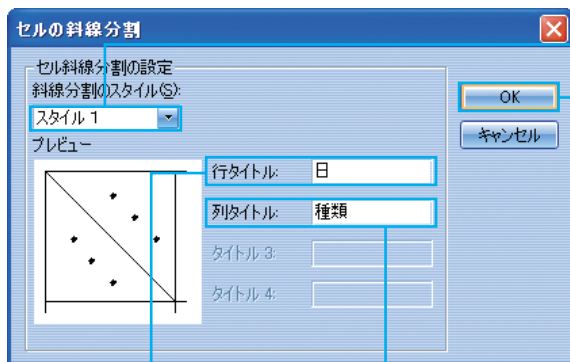 セルの斜線分割
セル斜線分割の設定
斜線分割のスタイル(S):
スタイル 1
プレビュー
行タイトル: 日
列タイトル: 種類
タイトル 3:
タイトル 4:
OK
キャンセル